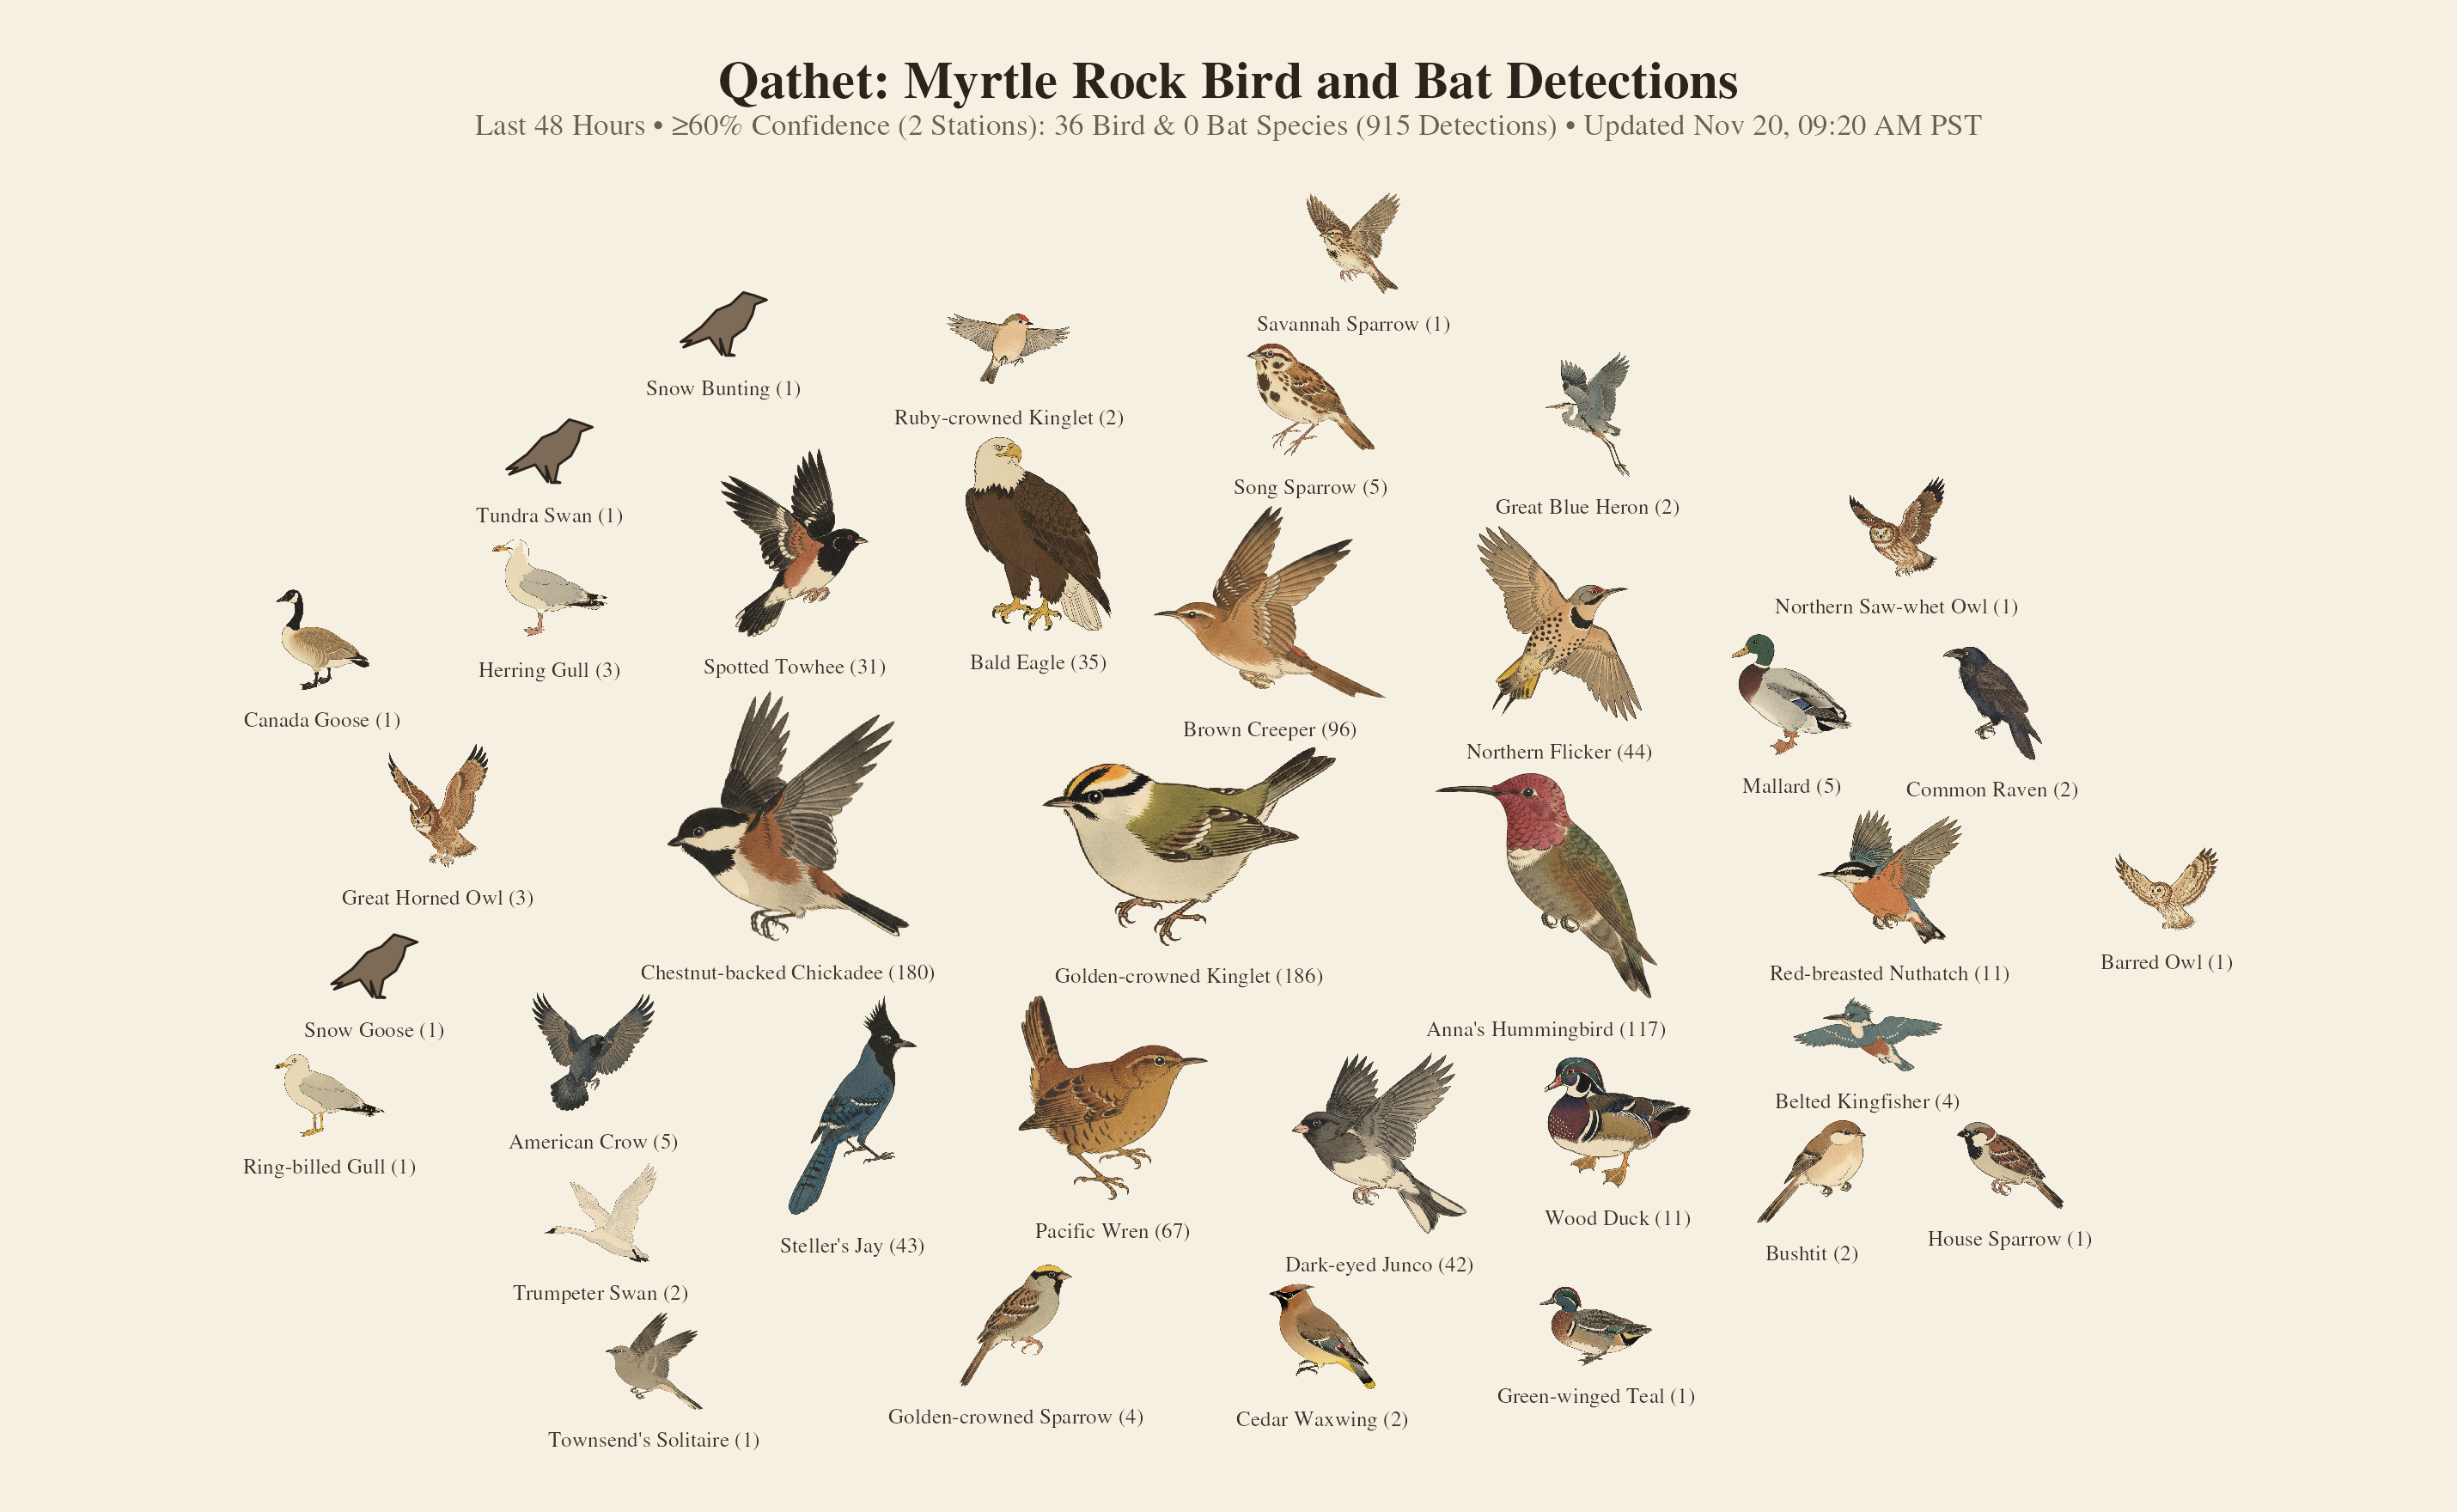 Qathet: Myrtle Rock Bird and Bat Detections
Last 48 Hours • ≥60% Confidence (2 Stations): 36 Bird & 0 Bat Species (915 Detections) • Updated Nov 20, 09:20 AM PST
Savannah Sparrow (1)
Snow Bunting (1)
Ruby-crowned Kinglet (2)
Song Sparrow (5)
Great Blue Heron (2)
Tundra Swan (1)
Northern Saw-whet Owl (1)
Herring Gull (3)
Spotted Towhee (31)
Bald Eagle (35)
Canada Goose (1)
Brown Creeper (96)
Northern Flicker (44)
Mallard (5)
Common Raven (2)
Great Horned Owl (3)
Chestnut-backed Chickadee (180)
Golden-crowned Kinglet (186)
Red-breasted Nuthatch (11)
Barred Owl (1)
Snow Goose (1)
Anna's Hummingbird (117)
Belted Kingfisher (4)
American Crow (5)
Ring-billed Gull (1)
Steller's Jay (43)
Pacific Wren (67)
Wood Duck (11)
Bushtit (2)
House Sparrow (1)
Dark-eyed Junco (42)
Trumpeter Swan (2)
Golden-crowned Sparrow (4)
Cedar Waxwing (2)
Green-winged Teal (1)
Townsend's Solitaire (1)